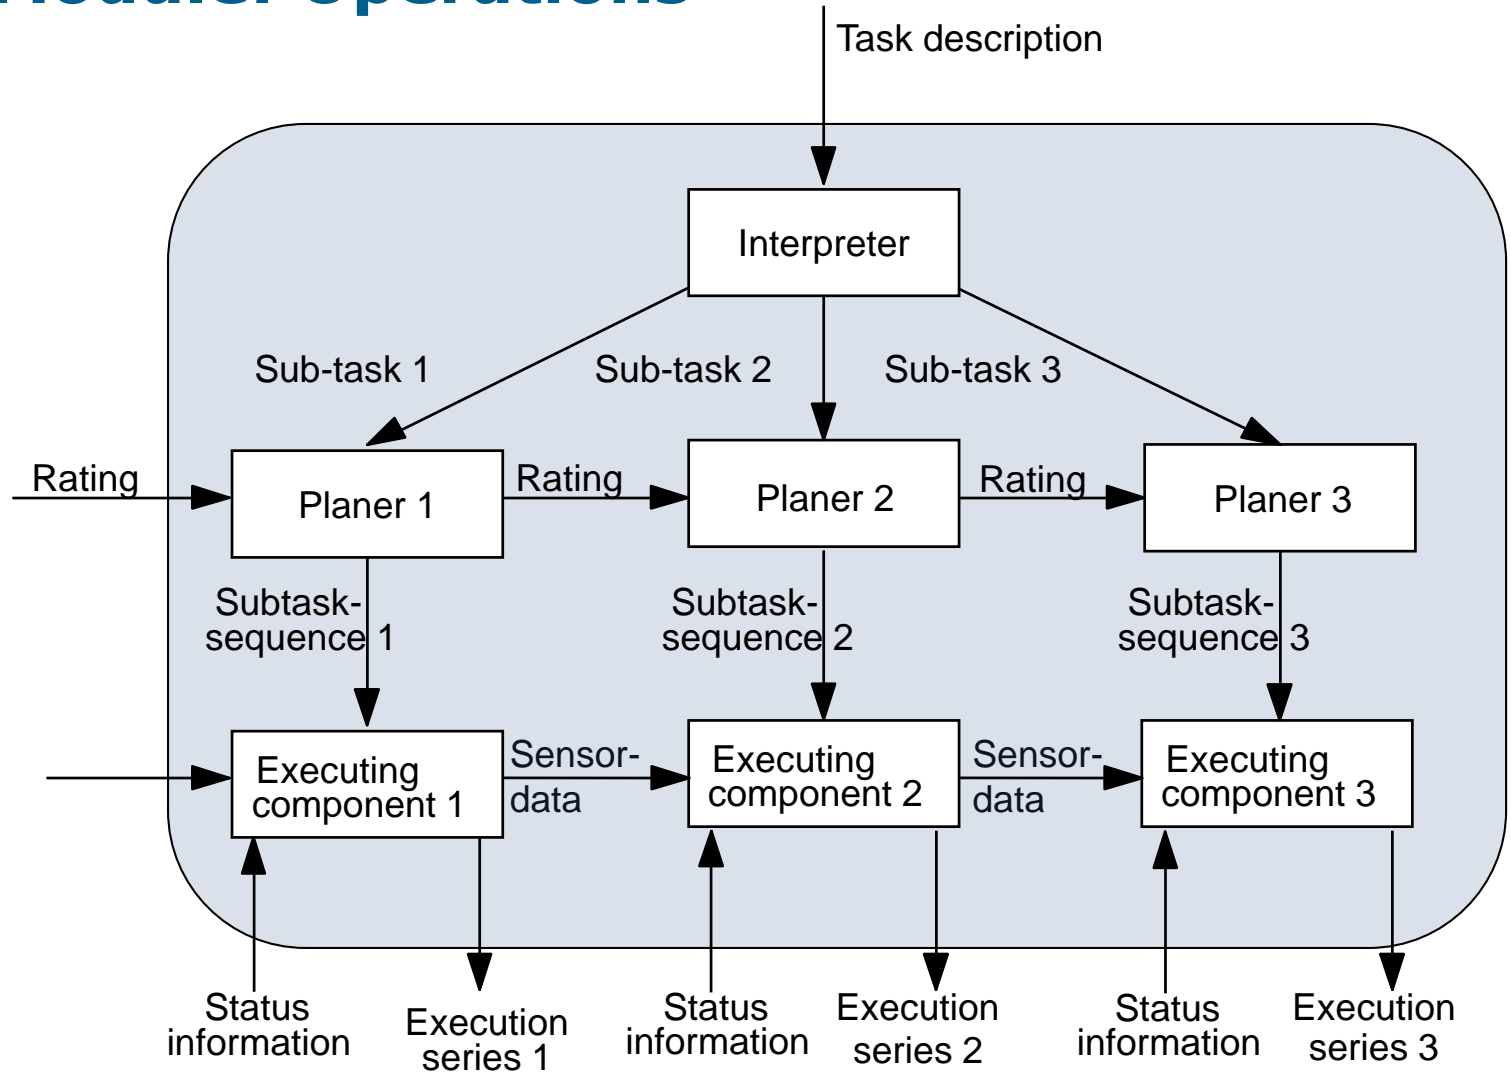 Task description
Interpreter
Sub-task 1
Sub-task 2
Sub-task 3
Rating
Planer 1
Rating
Planer 2
Rating
Planer 3
Subtask-
sequence 1
Subtask-
sequence 2
Subtask-
sequence 3
Executing
component 1
Sensor-
data
Executing
component 2
Sensor-
data
Executing
component 3
Status
information
Execution
series 1
Status
information
Execution
series 2
Status
information
Execution
series 3